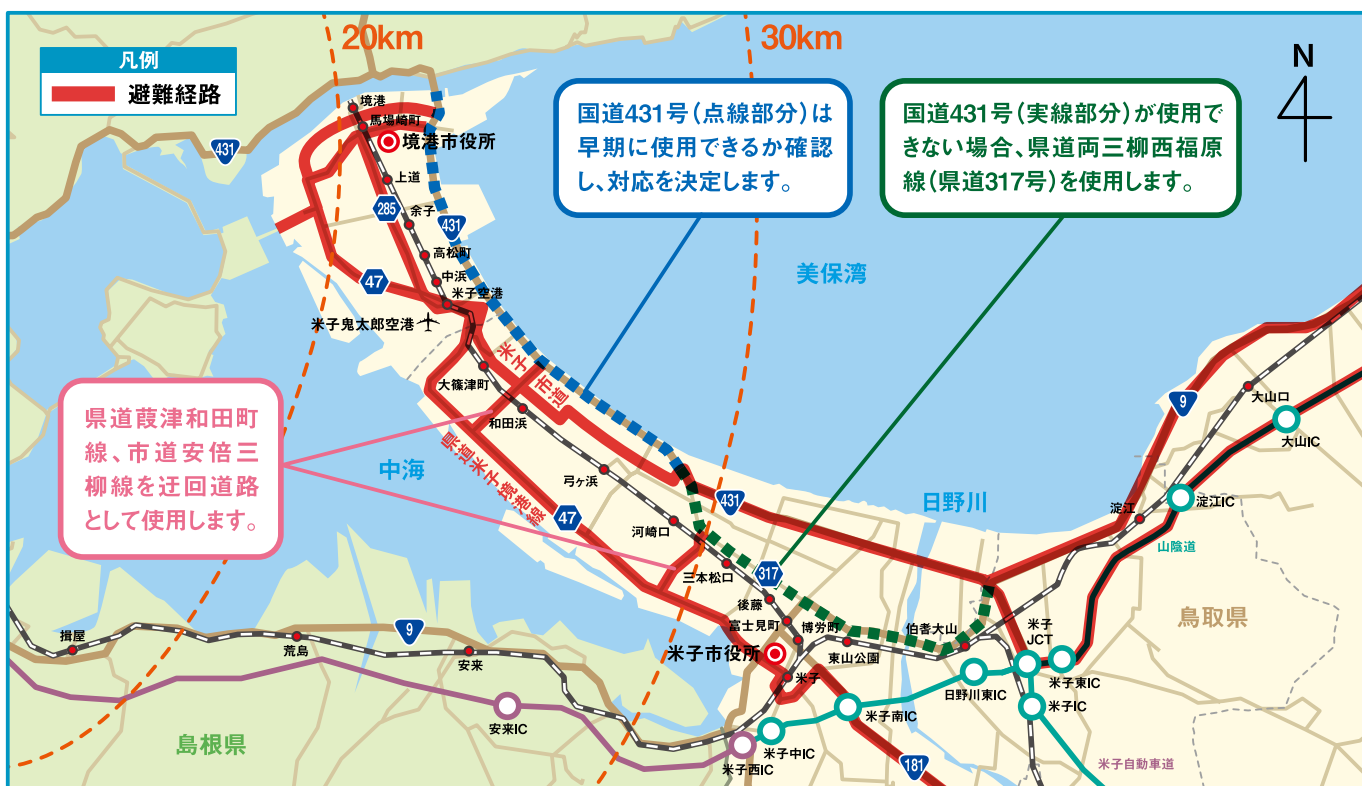 凡例
避難経路
20km
30km
N
国道431号(点線部分)は
早期に使用できるか確認
し、対応を決定します。
国道431号(実線部分)が使用で
きない場合、県道両三柳西福原
線(県道317号)を使用します。
境港
馬場崎町
境港市役所
431
上道
285
余子
431
高松町
中浜
47
米子空港
米子鬼太郎空港
美保湾
米子市道
大篠津町
和田浜
県道葭津和田町
線、市道安倍三
柳線を迂回道路
として使用します。
中海
県道米子境港線
弓ヶ浜
47
河崎口
431
日野川
9
大山口
大山IC
淀江
淀江IC
山陰道
三本松口
317
後藤
富士見町
博労町
伯耆大山
米子
JCT
鳥取県
揖屋
荒島
9
安来
米子市役所
東山公園
米子
日野川東IC
米子東IC
米子IC
安来IC
米子南IC
島根県
米子中IC
米子西IC
181
米子自動車道